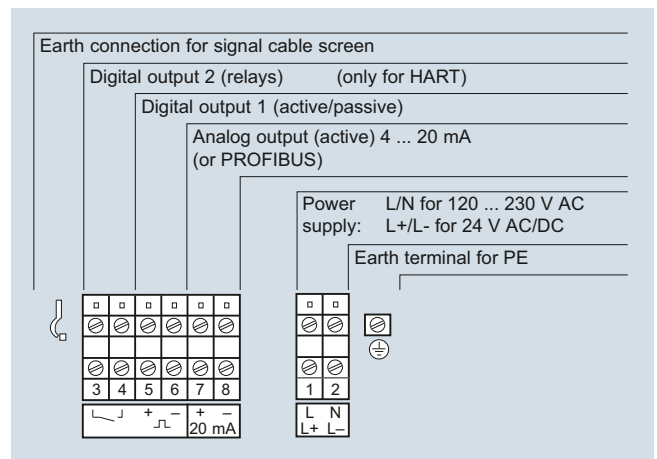 Earth connection for signal cable screen
Digital output 2 (relays) (only for HART)
Digital output 1 (active/passive)
Analog output (active) 4 ... 20 mA
(or PROFIBUS)
Power L/N for 120 ... 230 V AC
supply: L+/L- for 24 V AC/DC
Earth terminal for PE
3 4 5 6 7 8 1 2
+ – + – L N
20 mA L+ L–